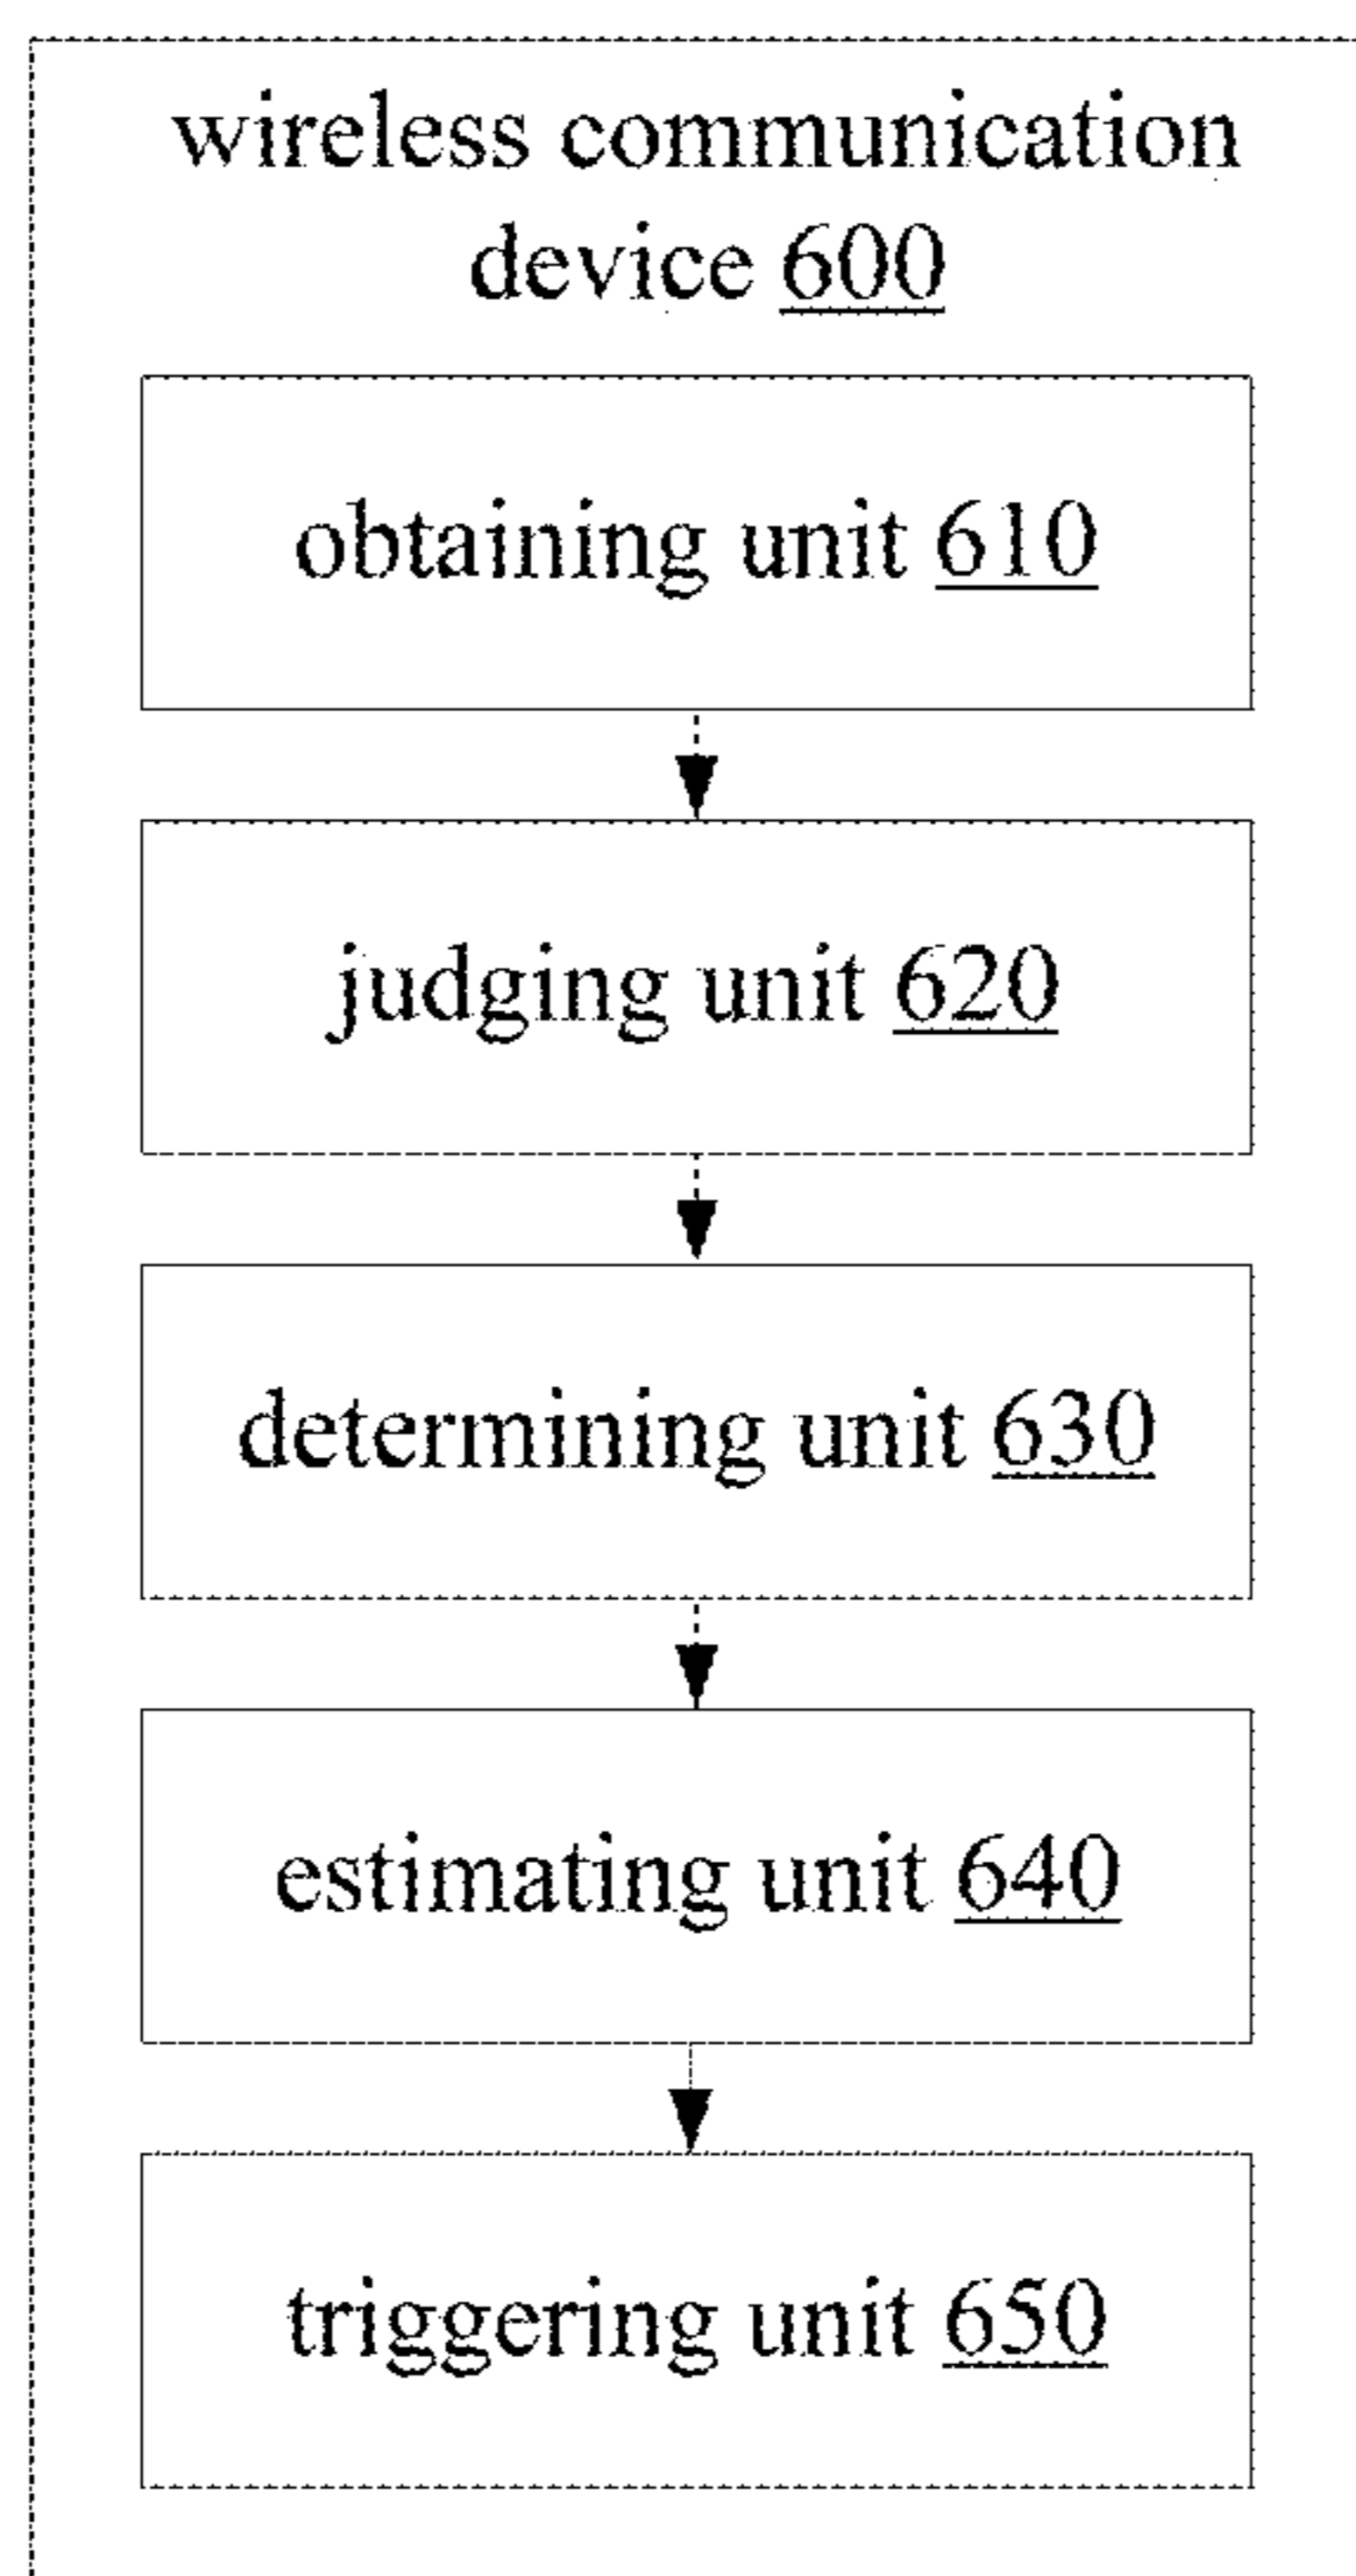 wireless communication
device 600
obtaining unit 610
judging unit 620
determining unit 630
estimating unit 640
triggering unit 650